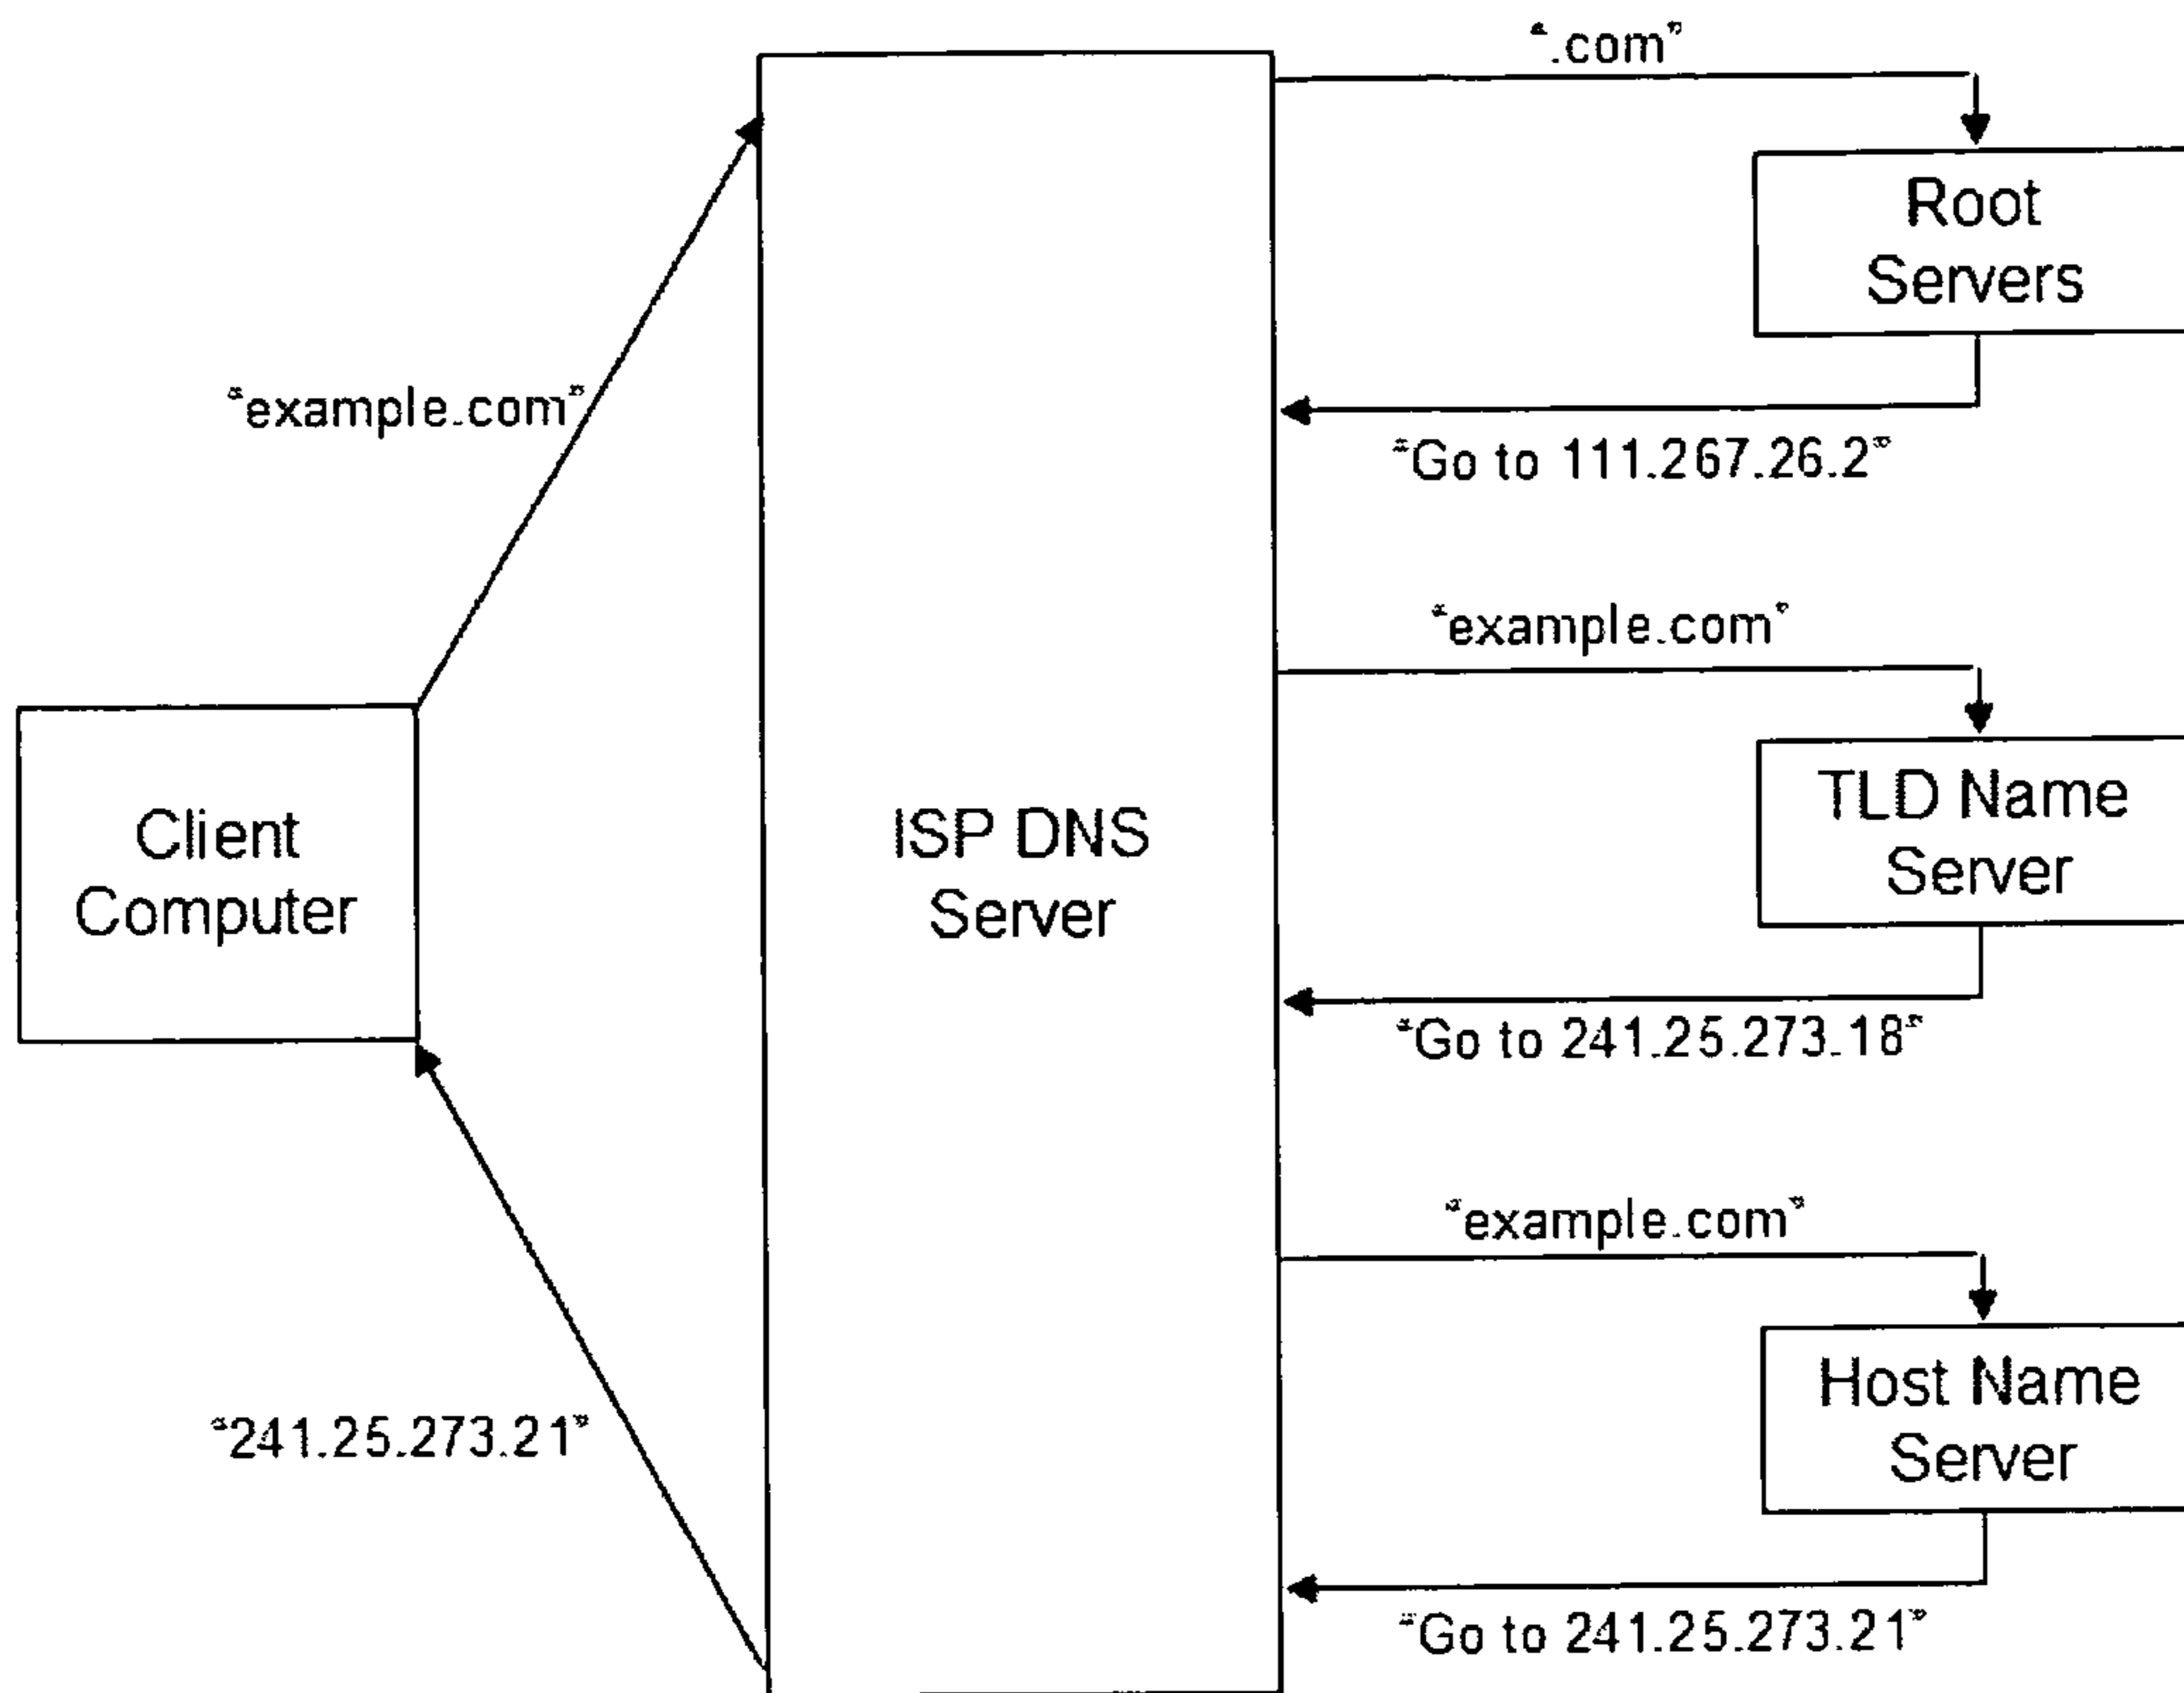 “.com”
Root
Servers
“example.com”
“Go to 111.267.26.2”
“example.com”
Client
Computer
ISP DNS
Server
TLD Name
Server
“Go to 241.25.273.18”
“example.com”
“241.25.273.21”
Host Name
Server
“Go to 241.25.273.21”